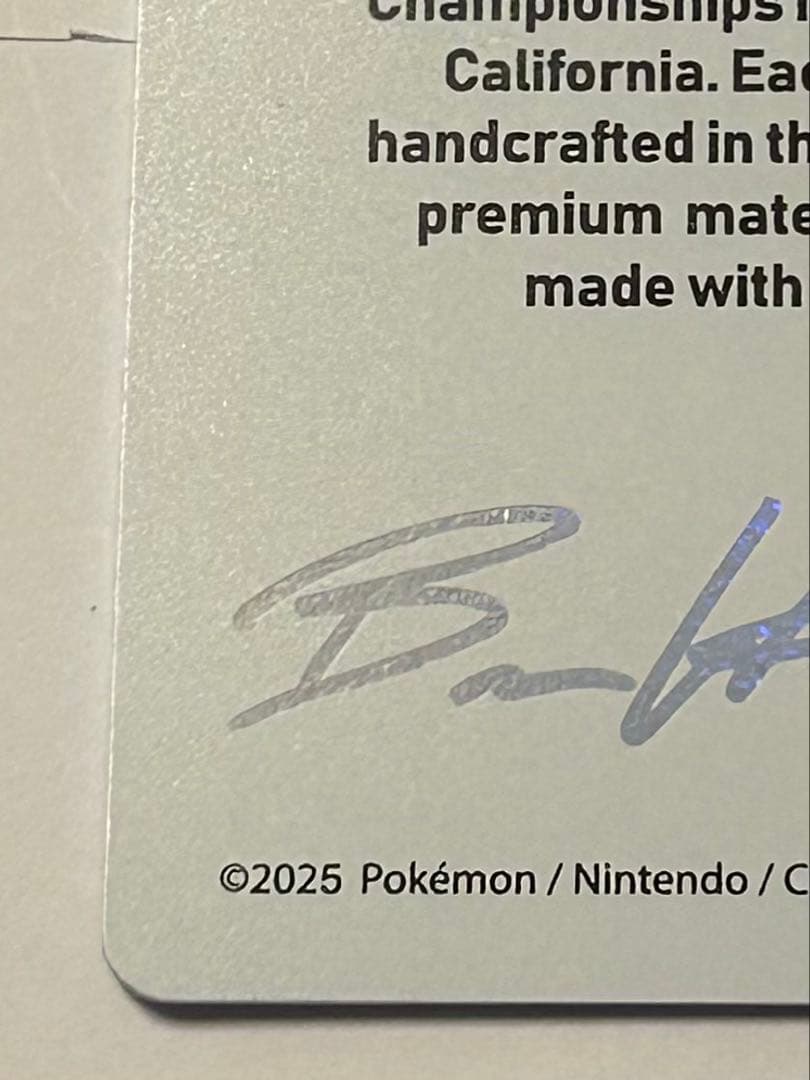 Championships
California. Eac
handcrafted in th
premium mate
made with
©2025 Pokémon / Nintendo / C